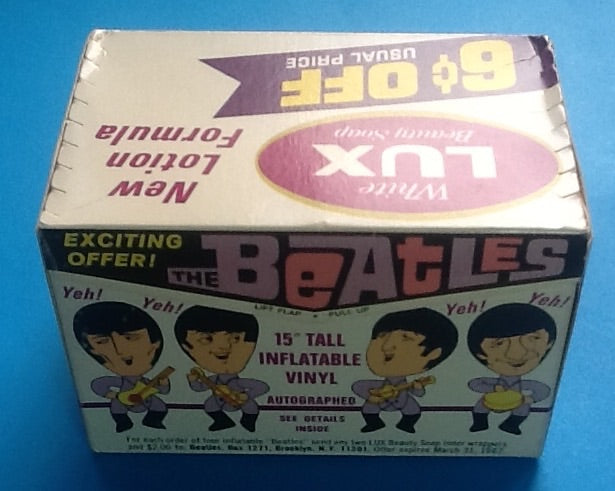 6¢ OFF
USUAL PRICE
White
LUX
Beauty Soap
New
Lotion
Formula
EXCITING
OFFER!
THE BEATLES
LIFT FLAP • PULL UP
Yeh!
Yeh!
Yeh!
Yeh!
15" TALL
INFLATABLE
VINYL
AUTOGRAPHED
SEE DETAILS
INSIDE
For each order of four inflatable "Beatles" send any two LUX Beauty Soap inner wrappers
and $2.00 to: Beatles, Box 1271, Brooklyn, N.Y. 11201. Offer expires March 31, 1967